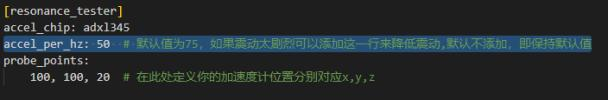 [resonance_tester]
accel_chip: adxl345
accel_per_hz: 50  # 默认值为75，如果震动太剧烈可以添加这一行来降低震动,默认不添加，即保持默认值
probe_points:
    100, 100, 20  # 在此处定义你的加速度计位置分别对应x,y,z